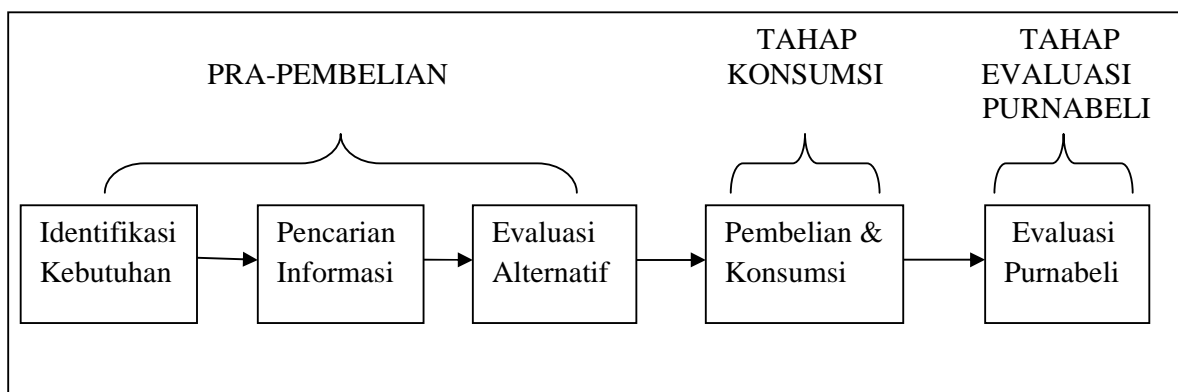 PRA-PEMBELIAN
TAHAP
KONSUMSI
TAHAP
EVALUASI
PURNABELI
Identifikasi
Kebutuhan
Pencarian
Informasi
Evaluasi
Alternatif
Pembelian &
Konsumsi
Evaluasi
Purnabeli